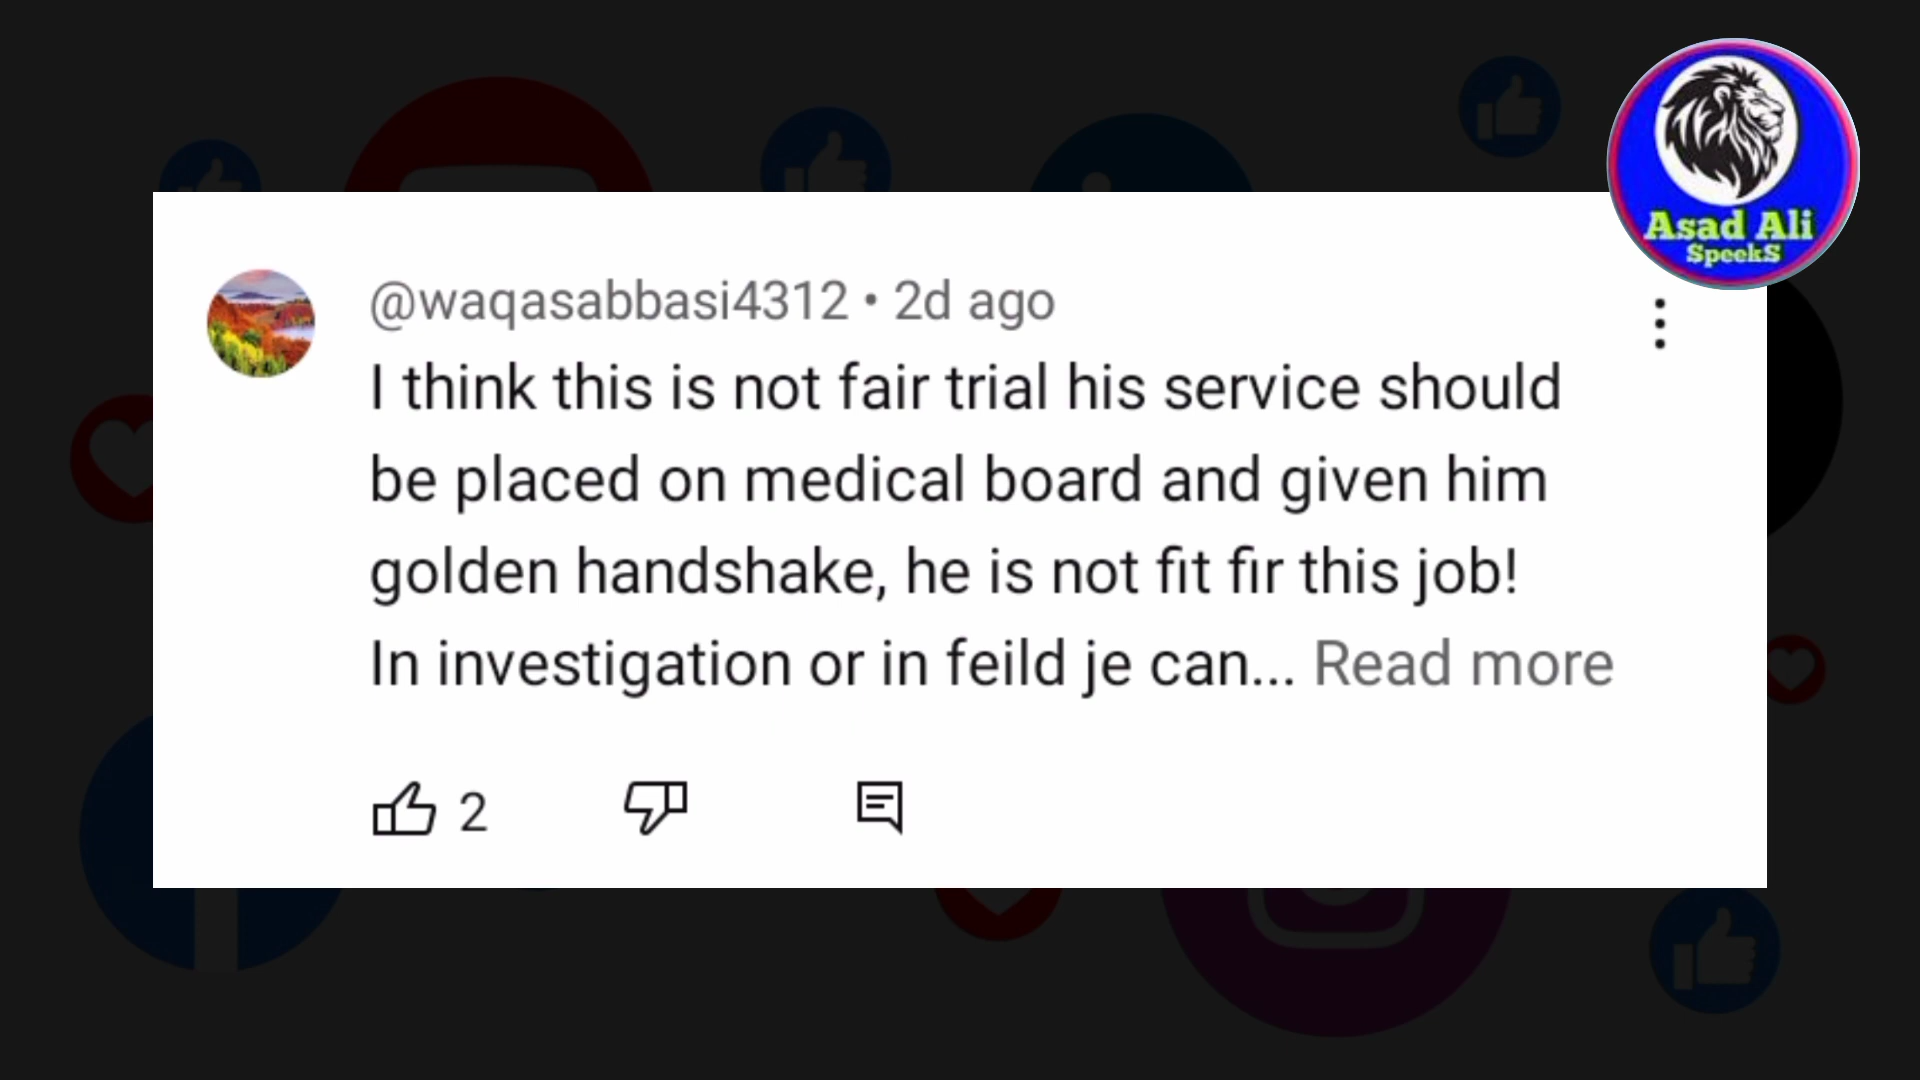 Asad Ali
SpeekS
@waqasabbasi4312 • 2d ago
I think this is not fair trial his service should
be placed on medical board and given him
golden handshake, he is not fit fir this job!
In investigation or in feild je can... Read more
2